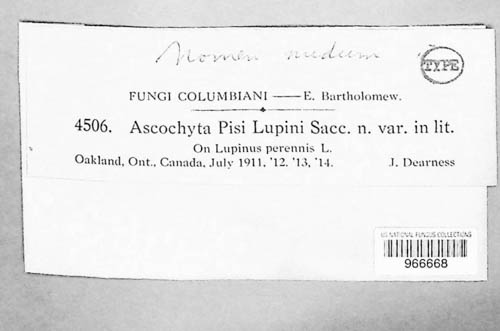 Nomen nudum
TYPE
FUNGI COLUMBIANI — E. Bartholomew.
4506. Ascochyta Pisi Lupini Sacc. n. var. in lit.
On Lupinus perennis L.
Oakland, Ont., Canada, July 1911, '12, '13, '14. J. Dearness
US NATIONAL FUNGUS COLLECTIONS
966668